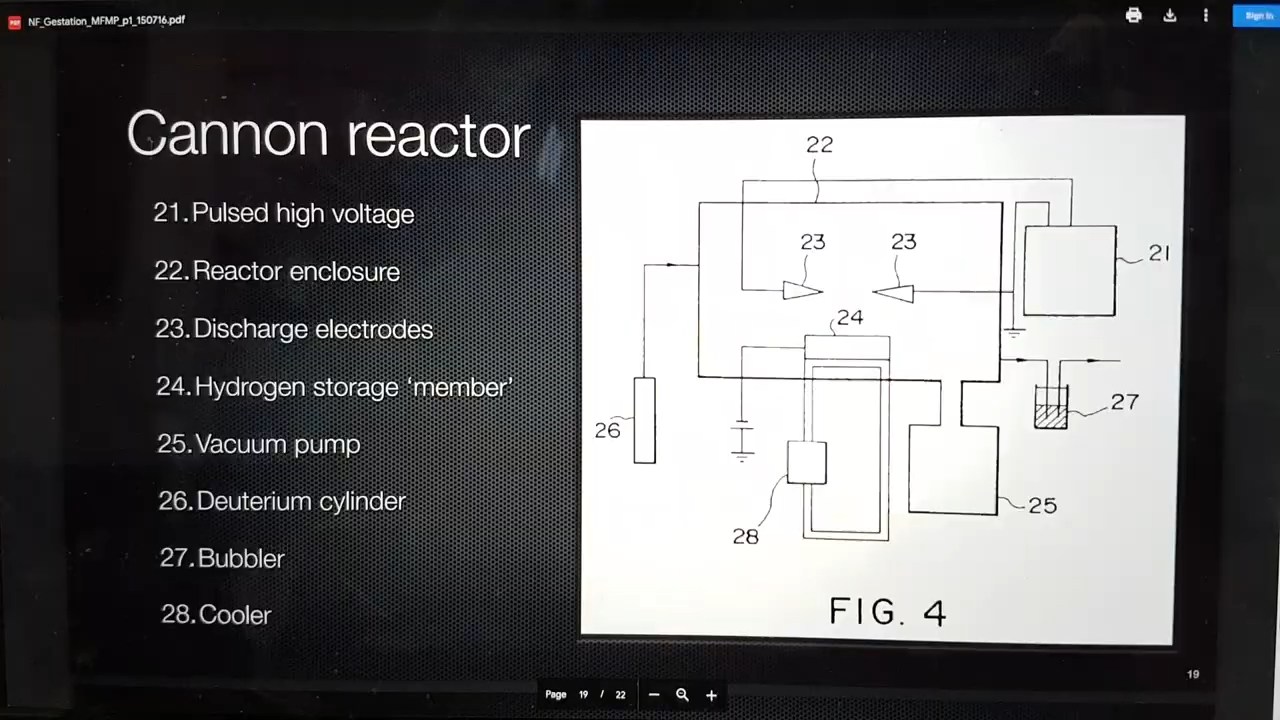 NF_Gestation_MFMP_p1_150716.pdf
Sign in
Cannon reactor
21. Pulsed high voltage
22. Reactor enclosure
23. Discharge electrodes
24. Hydrogen storage ‘member’
25. Vacuum pump
26. Deuterium cylinder
27. Bubbler
28. Cooler
22
23
23
21
24
26
27
28
25
FIG. 4
19
Page 19 / 22